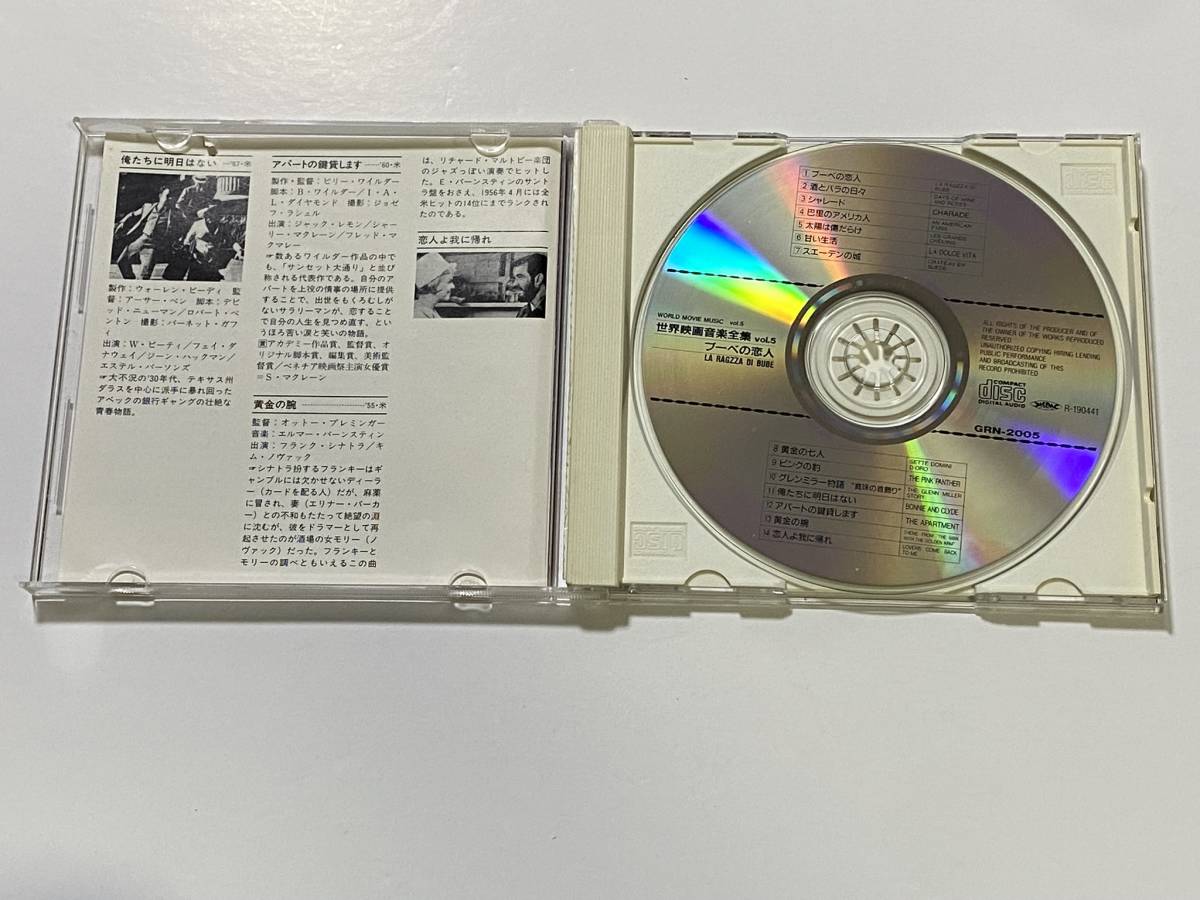 俺たちに明日はない —'67・米
製作:ウォーレン・ビーティ 監
督:アーサー・ペン 脚本:デビ
ッド・ニューマン/ロバート・ベ
ントン 撮影:バーネット・ガフ
ィ
出演:W・ビーティ/フェイ・ダ
ナウェイ/ジーン・ハックマン/
エステル・パーソンズ
☞大不況の'30年代、テキサス州
ダラスを中心に派手に暴れ回った
アベックの銀行ギャングの壮絶な
青春物語。
アパートの鍵貸します ——'60・米
製作・監督:ビリー・ワイルダー
脚本:B・ワイルダー/I・A・
L・ダイヤモンド 撮影:ジョゼ
フ・ラシェル
出演:ジャック・レモン/シャー
リー・マクレーン/フレッド・マ
クマレー
☞数あるワイルダー作品の中で
も、「サンセット大通り」と並び
称される代表作である。自分のア
パートを上役の情事の場所に提供
することで、出世をもくろむしが
ないサラリーマンが、恋すること
で自分の人生を見つめ直す、とい
うほろ苦い涙と笑いの物語。
アカデミー作品賞、監督賞、オ
リジナル脚本賞、編集賞、美術監
督賞/ベネチア映画祭主演女優賞
=S・マクレーン
黄金の腕 '55・米
監督:オットー・プレミンガー
音楽:エルマー・バーンスティン
出演:フランク・シナトラ/キ
ム・ノヴァック
☞シナトラ扮するフランキーはギ
ャンブルには欠かせないディーラ
ー(カードを配る人)だが、麻薬
に冒され、妻(エリナー・パーカ
ー)との不和もたたって絶望の淵
に沈むが、彼をドラマーとして再
起させたのが酒場の女モリー(ノ
ヴァック)だった。フランキーと
モリーの調べともいえるこの曲
は、リチャード・マルトビー楽団
のジャズっぽい演奏でヒットし
た。E・バーンスティンのサント
ラ盤をおさえ、1956年4月には全
米ヒットの14位にまでランクされ
たのである。
恋人よ我に帰れ
1 ブーベの恋人 LA RAGAZZA DI BUBE
2 酒とバラの日々 DAYS OF WINE AND ROSES
3 シャレード CHARADE
4 巴里のアメリカ人 AN AMERICAN PARIS
5 太陽は傷だらけ LES GRANDS CHEMINS
6 甘い生活 LA DOLCE VITA
7 スエーデンの城 CHATEAU EN SUEDE
WORLD MOVIE MUSIC vol.5
世界映画音楽全集 vol.5
ブーベの恋人
LA RAGZZA DI BUBE
ALL RIGHTS OF THE PRODUCER AND OF
THE OWNER OF THE WORKS REPRODUCED
RESERVED
UNAUTHORIZED COPYING HIRING LENDING
PUBLIC PERFORMANCE
AND BROADCASTING OF THIS
RECORD PROHIBITED
COMPACT disc DIGITAL AUDIO R-190441
GRN-2005
8 黄金の七人 SETTE DOMINI D'ORO
9 ピンクの豹 THE PINK PANTHER
10 グレンミラー物語 "真珠の首飾り" THE GLENN MILLER STORY
11 俺たちに明日はない BONNIE AND CLYDE
12 アパートの鍵貸します THE APARTMENT
13 黄金の腕 THEME FROM "THE MAN WITH THE GOLDEN ARM"
14 恋人よ我に帰れ LOVERS COME BACK TO ME